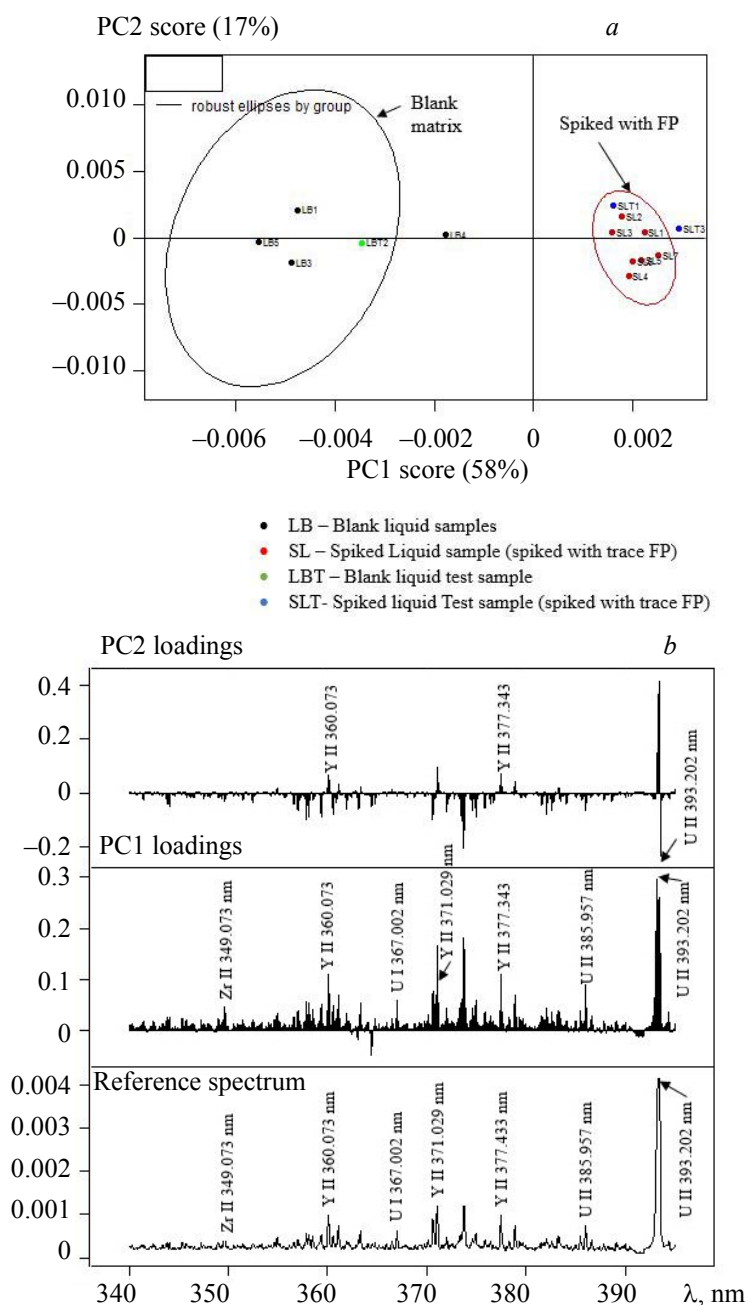 PC2 score (17%)
a
0.010
0.005
0
−0.005
−0.010
robust ellipses by group
Blank
matrix
Spiked with FP
LB1
LB5
LB3
LBT2
LB4
SLT1
SL2
SL3
SL1
SLT3
SL7
SL5
SL4
−0.006
−0.004
−0.002
0
0.002
PC1 score (58%)
LB – Blank liquid samples
SL – Spiked Liquid sample (spiked with trace FP)
LBT – Blank liquid test sample
SLT- Spiked liquid Test sample (spiked with trace FP)
PC2 loadings
b
0.4
0.2
0
−0.2
Y II 360.073
Y II 377.343
U II 393.202 nm
PC1 loadings
0.3
0.2
0.1
0
Zr II 349.073 nm
Y II 360.073
U I 367.002 nm
Y II 371.029 nm
Y II 377.343
U II 385.957 nm
U II 393.202 nm
Reference spectrum
0.004
0.003
0.002
0.001
0
Zr II 349.073 nm
Y II 360.073 nm
U I 367.002 nm
Y II 371.029 nm
Y II 377.433 nm
U II 385.957 nm
U II 393.202 nm
340
350
360
370
380
390
λ, nm